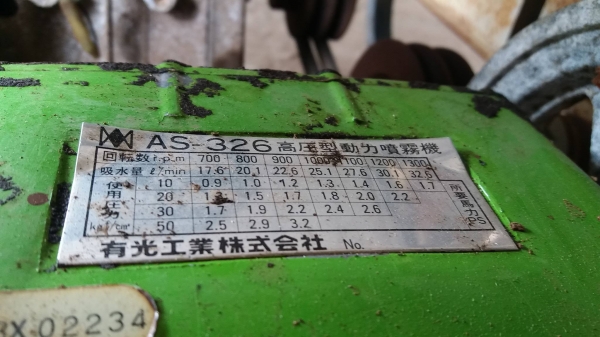 AS-326 高圧型動力噴霧機
回転数r.p.m 700 800 900 1000 1100 1200 1300
吸水量 ℓ/min 17.6 20.1 22.6 25.1 27.6 30.1 32.6
使用圧力 kg/cm² 所要馬力(PS)
10 0.9 1.0 1.2 1.3 1.4 1.6 1.7
20 1.3 1.5 1.7 1.8 2.0 2.2
30 1.7 1.9 2.2 2.4 2.6
50 2.5 2.9 3.2
有光工業株式会社 No.
X 02234